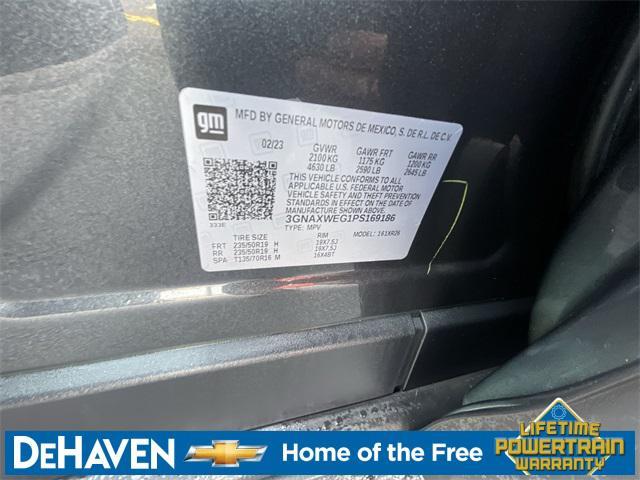 gm
MFD BY GENERAL MOTORS DE MEXICO, S. DE R.L. DE C.V.
02/23 GVWR GAWR FRT GAWR RR
2100 KG 1175 KG 1200 KG
4630 LB 2590 LB 2645 LB
THIS VEHICLE CONFORMS TO ALL
APPLICABLE U.S. FEDERAL MOTOR
VEHICLE SAFETY, BUMPER, AND THEFT
PREVENTION STANDARDS IN EFFECT ON
THE DATE OF MANUFACTURE SHOWN ABOVE.
3GNAXWEG1PS169186
333E TYPE: MPV MODEL: 161XR26
TIRE SIZE RIM
FRT 235/50R19 H 19X7.5J
RR 235/50R19 H 19X7.5J
SPA T135/70R16 M 16X4BT
DEHAVEN Home of the Free
LIFETIME
POWERTRAIN
WARRANTY